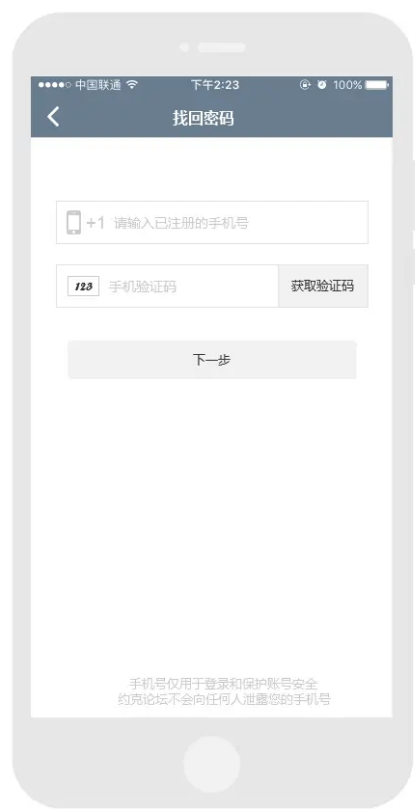 中国联通 下午2:23 100%
找回密码
+1 请输入已注册的手机号
123 手机验证码 获取验证码
下一步
手机号仅用于登录和保护账号安全
约克论坛不会向任何人泄露您的手机号